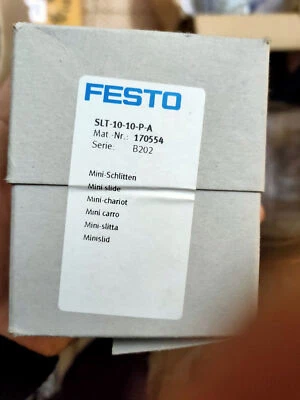 FESTO
SLT-10-10-P-A
Mat.-Nr.: 170554
Serie: B202
Mini-Schlitten
Mini slide
Mini-chariot
Mini carro
Mini-slitta
Minislid